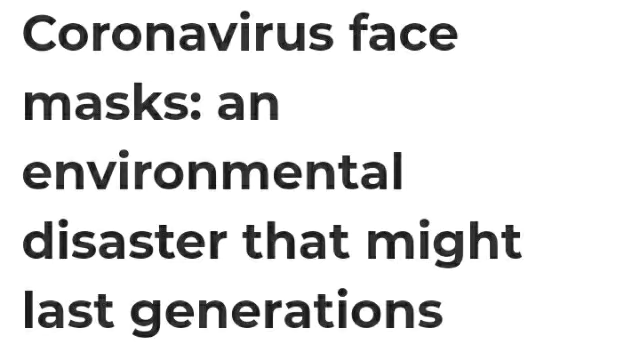 Coronavirus face
masks: an
environmental
disaster that might
last generations